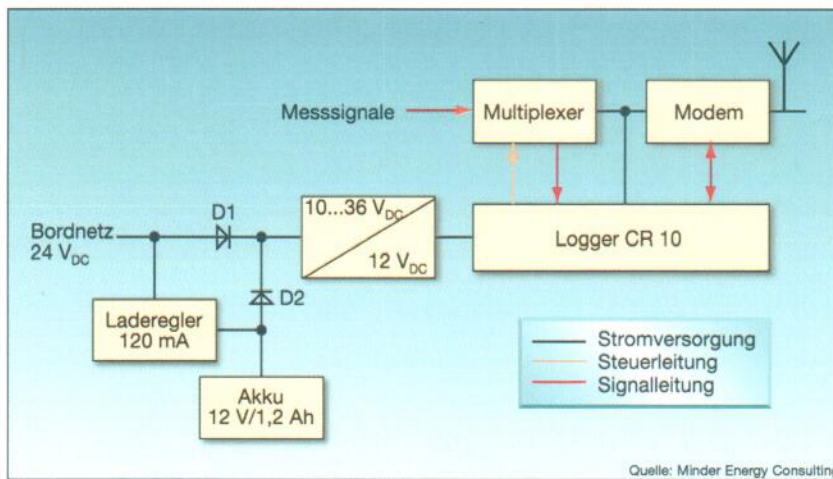 Messsignale
Multiplexer
Modem
Bordnetz
24 V_DC
D1
10...36 V_DC
12 V_DC
Logger CR 10
D2
Laderegler
120 mA
Akku
12 V/1,2 Ah
Stromversorgung
Steuerleitung
Signalleitung
Quelle: Minder Energy Consulting